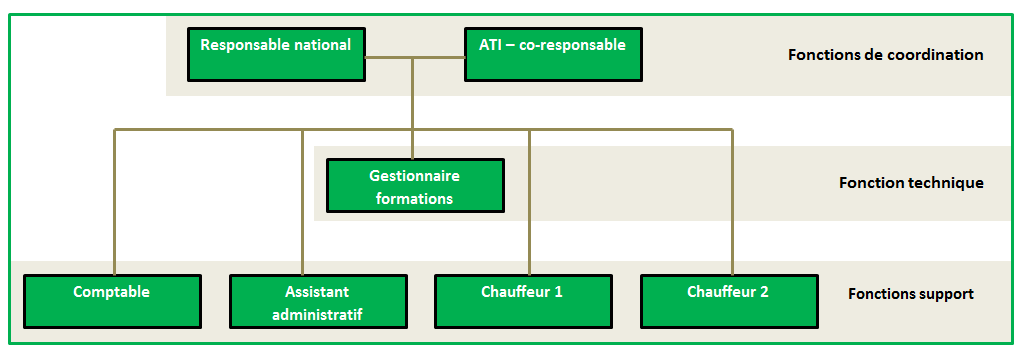 Responsable national
ATI – co-responsable
Fonctions de coordination
Gestionnaire
formations
Fonction technique
Comptable
Assistant
administratif
Chauffeur 1
Chauffeur 2
Fonctions support